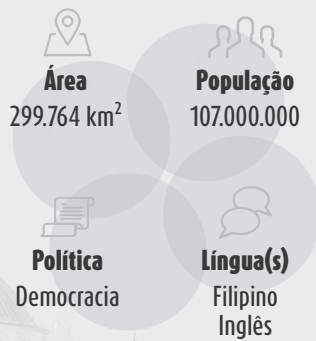 Área
299.764 km²
População
107.000.000
Política
Democracia
Língua(s)
Filipino
Inglês